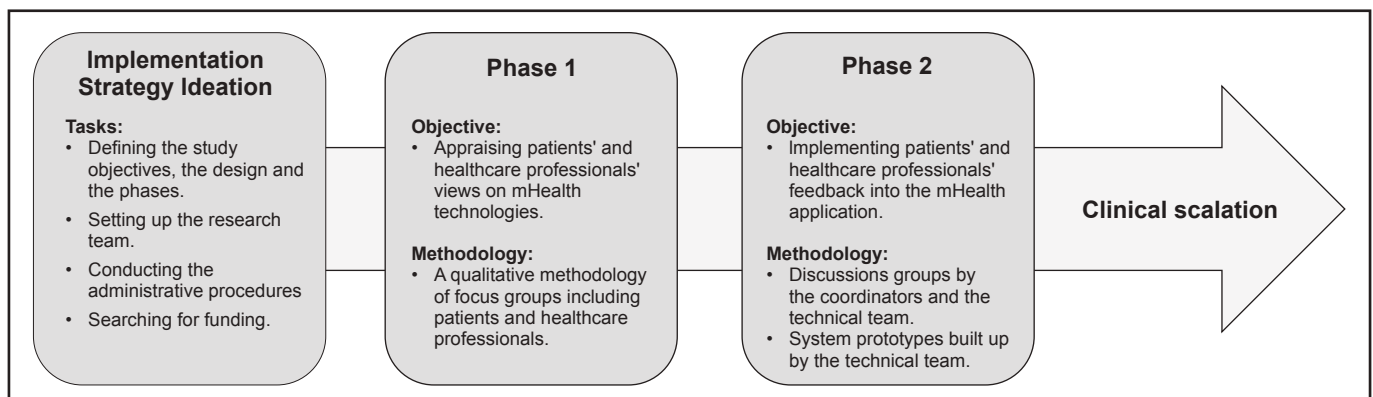 Implementation
Strategy Ideation
Tasks:
• Defining the study
objectives, the design and
the phases.
• Setting up the research
team.
• Conducting the
administrative procedures
• Searching for funding.
Phase 1
Objective:
• Appraising patients' and
healthcare professionals'
views on mHealth
technologies.
Methodology:
• A qualitative methodology
of focus groups including
patients and healthcare
professionals.
Phase 2
Objective:
• Implementing patients' and
healthcare professionals'
feedback into the mHealth
application.
Methodology:
• Discussions groups by
the coordinators and the
technical team.
• System prototypes built up
by the technical team.
Clinical scalation